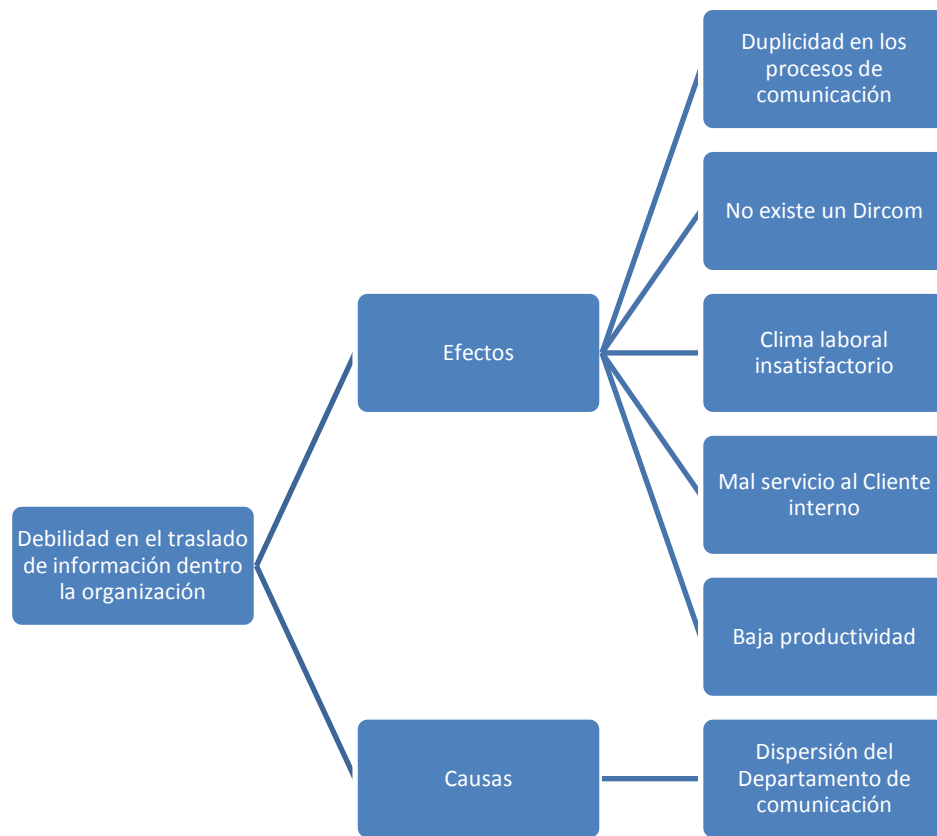 Duplicidad en los
procesos de
comunicación
No existe un Dircom
Efectos
Clima laboral
insatisfactorio
Mal servicio al Cliente
interno
Debilidad en el traslado
de información dentro
la organización
Baja productividad
Causas
Dispersión del
Departamento de
comunicación